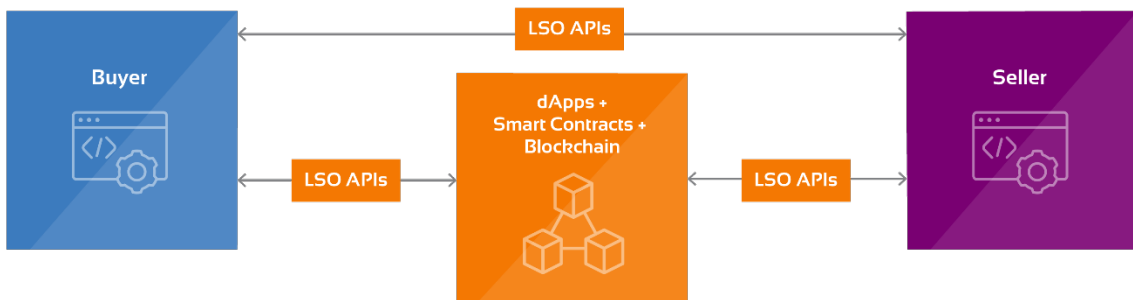 LSO APIs
Buyer
Seller
dApps +
Smart Contracts +
Blockchain
</>
</>
LSO APIs
LSO APIs